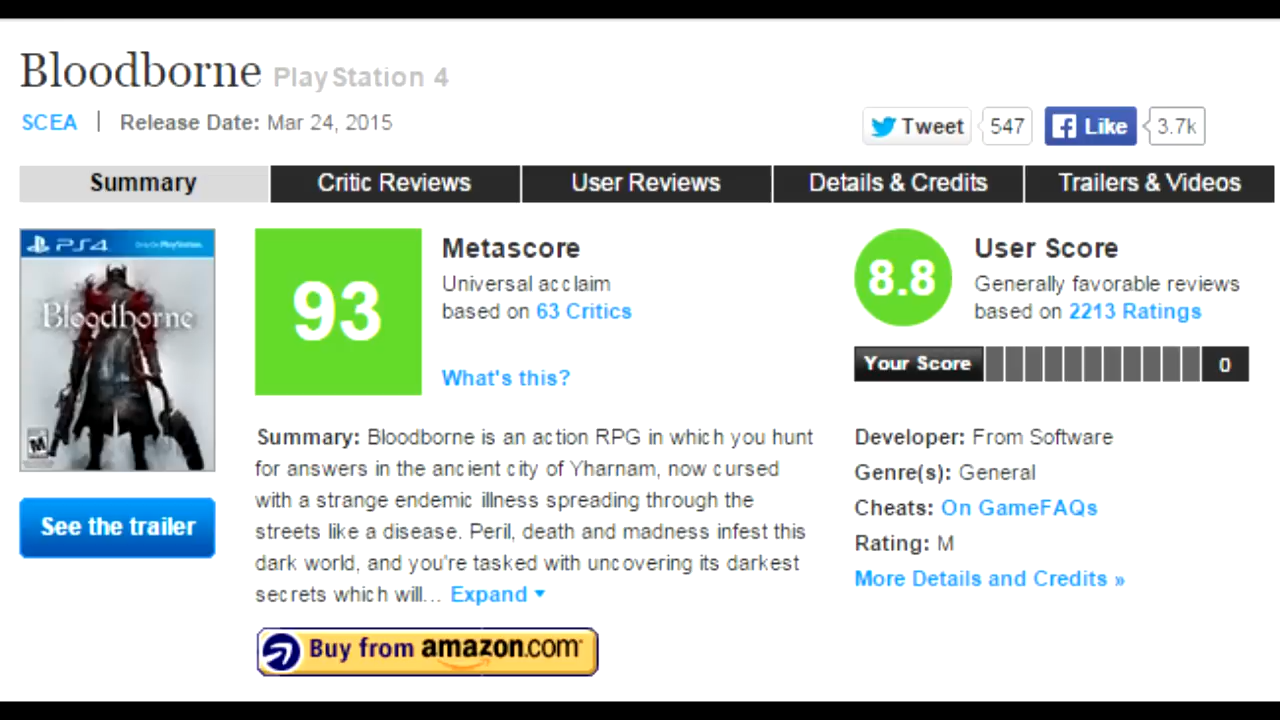 Bloodborne PlayStation 4
SCEA | Release Date: Mar 24, 2015
Tweet 547 Like 3.7k
Summary Critic Reviews User Reviews Details & Credits Trailers & Videos
PS4
Bloodborne
M
See the trailer
93
Metascore
Universal acclaim
based on 63 Critics
What's this?
8.8
User Score
Generally favorable reviews
based on 2213 Ratings
Your Score 0
Summary: Bloodborne is an action RPG in which you hunt
for answers in the ancient city of Yharnam, now cursed
with a strange endemic illness spreading through the
streets like a disease. Peril, death and madness infest this
dark world, and you're tasked with uncovering its darkest
secrets which will... Expand
Buy from amazon.com
Developer: From Software
Genre(s): General
Cheats: On GameFAQs
Rating: M
More Details and Credits »